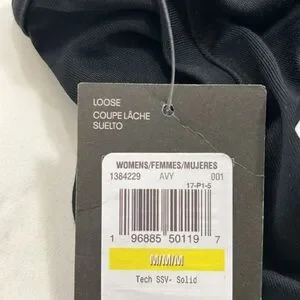 LOOSE
COUPE LÂCHE
SUELTO
WOMENS/FEMMES/MUJERES
1384229 AVY 001
17-P1-5
1 96885 50119 7
M/M/M
Tech SSV- Solid